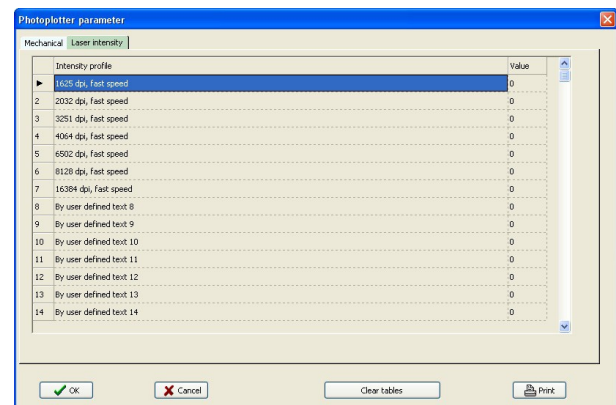 Photoplotter parameter
Mechanical Laser intensity
Intensity profile Value
1625 dpi, fast speed 0
2 2032 dpi, fast speed 0
3 3251 dpi, fast speed 0
4 4064 dpi, fast speed 0
5 6502 dpi, fast speed 0
6 8128 dpi, fast speed 0
7 16384 dpi, fast speed 0
8 By user defined text 8 0
9 By user defined text 9 0
10 By user defined text 10 0
11 By user defined text 11 0
12 By user defined text 12 0
13 By user defined text 13 0
14 By user defined text 14 0
OK Cancel Clear tables Print